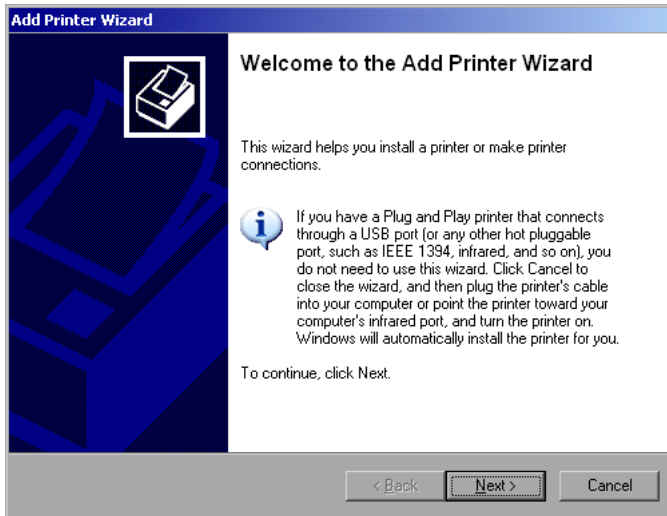 Add Printer Wizard
Welcome to the Add Printer Wizard
This wizard helps you install a printer or make printer
connections.
If you have a Plug and Play printer that connects
through a USB port (or any other hot pluggable
port, such as IEEE 1394, infrared, and so on), you
do not need to use this wizard. Click Cancel to
close the wizard, and then plug the printer's cable
into your computer or point the printer toward your
computer's infrared port, and turn the printer on.
Windows will automatically install the printer for you.
To continue, click Next.
< Back
Next >
Cancel